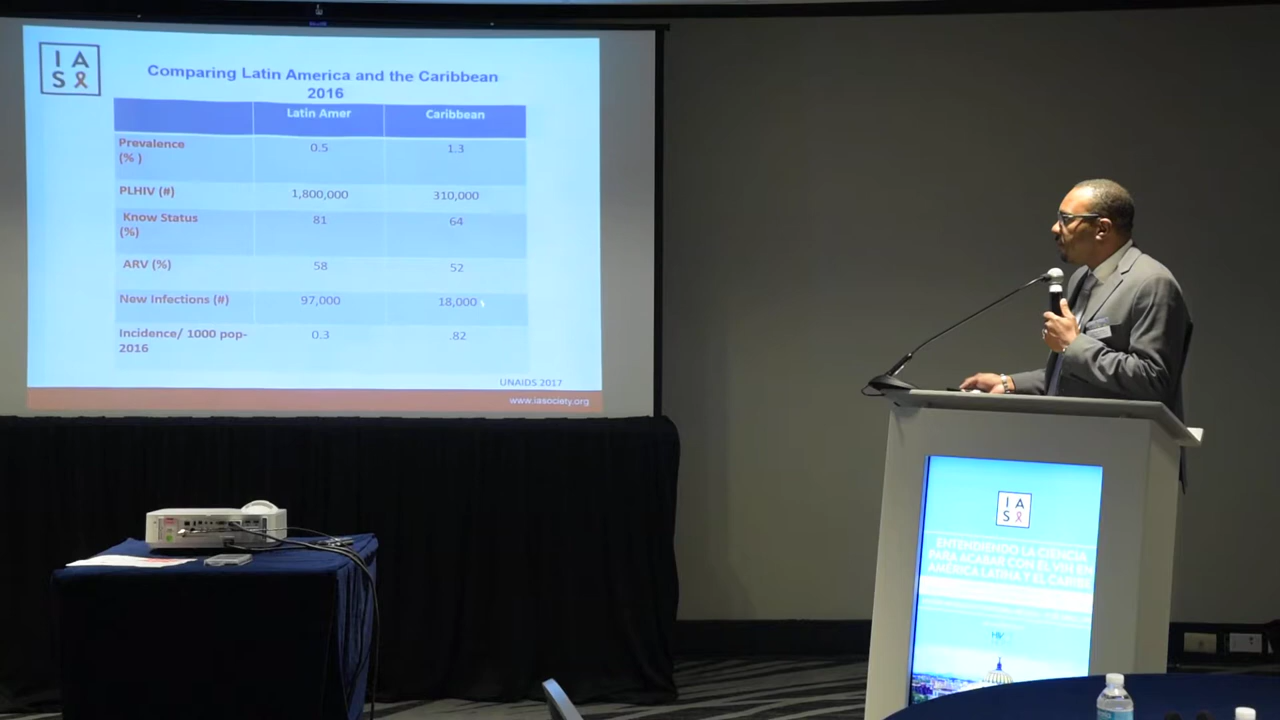 I A
S
Comparing Latin America and the Caribbean
2016
Latin Amer Caribbean
Prevalence
(% ) 0.5 1.3
PLHIV (#) 1,800,000 310,000
Know Status
(%) 81 64
ARV (%) 58 52
New Infections (#) 97,000 18,000
Incidence/ 1000 pop-
2016 0.3 .82
UNAIDS 2017
www.iasociety.org
I A
S
ENTENDIENDO LA CIENCIA
PARA ACABAR CON EL VIH EN
AMÉRICA LATINA Y EL CARIBE